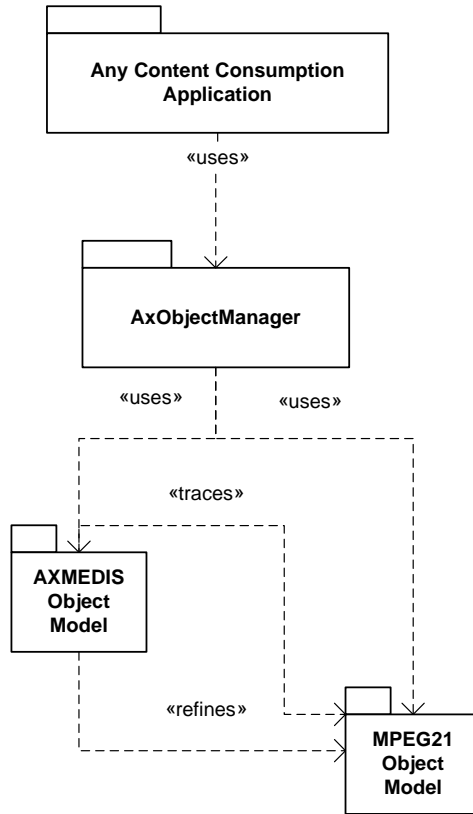 Any Content Consumption
Application
«uses»
AxObjectManager
«uses»
«uses»
«traces»
AXMEDIS
Object
Model
«refines»
MPEG21
Object
Model